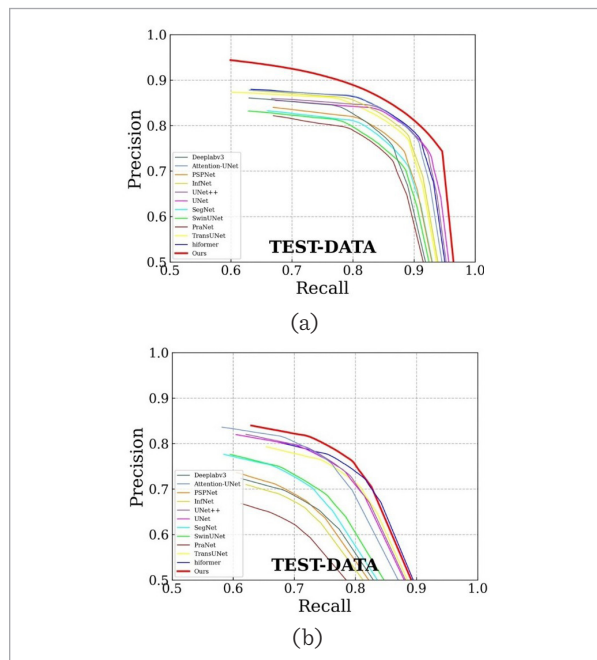 1.0
0.9
0.8
0.7
0.6
0.5
Precision
Deeplabv3
Attention-UNet
PSPNet
InfNet
UNet++
UNet
SegNet
SwinUNet
PraNet
TransUNet
hiformer
Ours
TEST-DATA
0.5 0.6 0.7 0.8 0.9 1.0
Recall
(a)
1.0
0.9
0.8
0.7
0.6
0.5
Precision
Deeplabv3
Attention-UNet
PSPNet
InfNet
UNet++
UNet
SegNet
SwinUNet
PraNet
TransUNet
hiformer
Ours
TEST-DATA
0.5 0.6 0.7 0.8 0.9 1.0
Recall
(b)